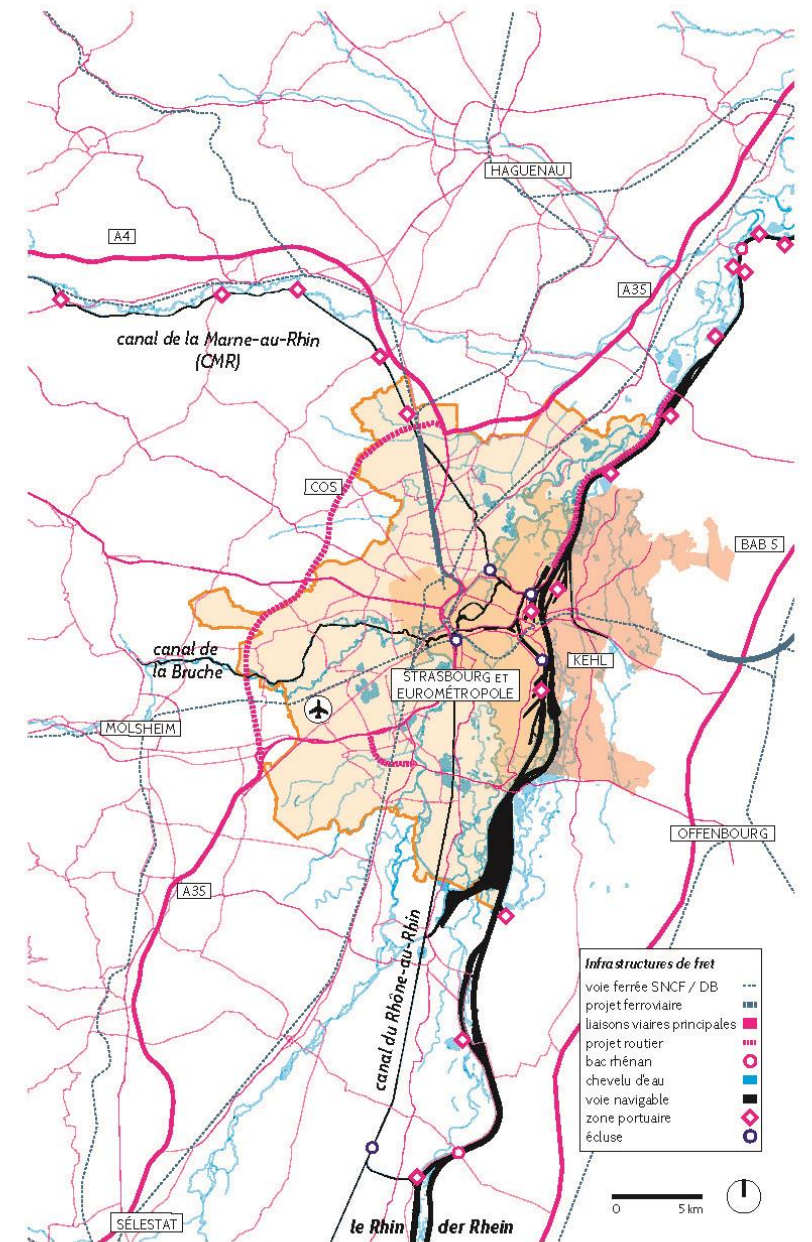 HAGUENAU
A4
A35
canal de la Marne-au-Rhin
(CMR)
COS
BAB 5
canal de
la Bruche
KEHL
STRASBOURG ET
EUROMÉTROPOLE
MOLSHEIM
OFFENBOURG
A35
canal du Rhône-au-Rhin
Infrastructures de fret
voie ferrée SNCF / DB
projet ferroviaire
liaisons viaires principales
projet routier
bac rhénan
chevelu d'eau
voie navigable
zone portuaire
écluse
0 5 km
SÉLESTAT
le Rhin der Rhein